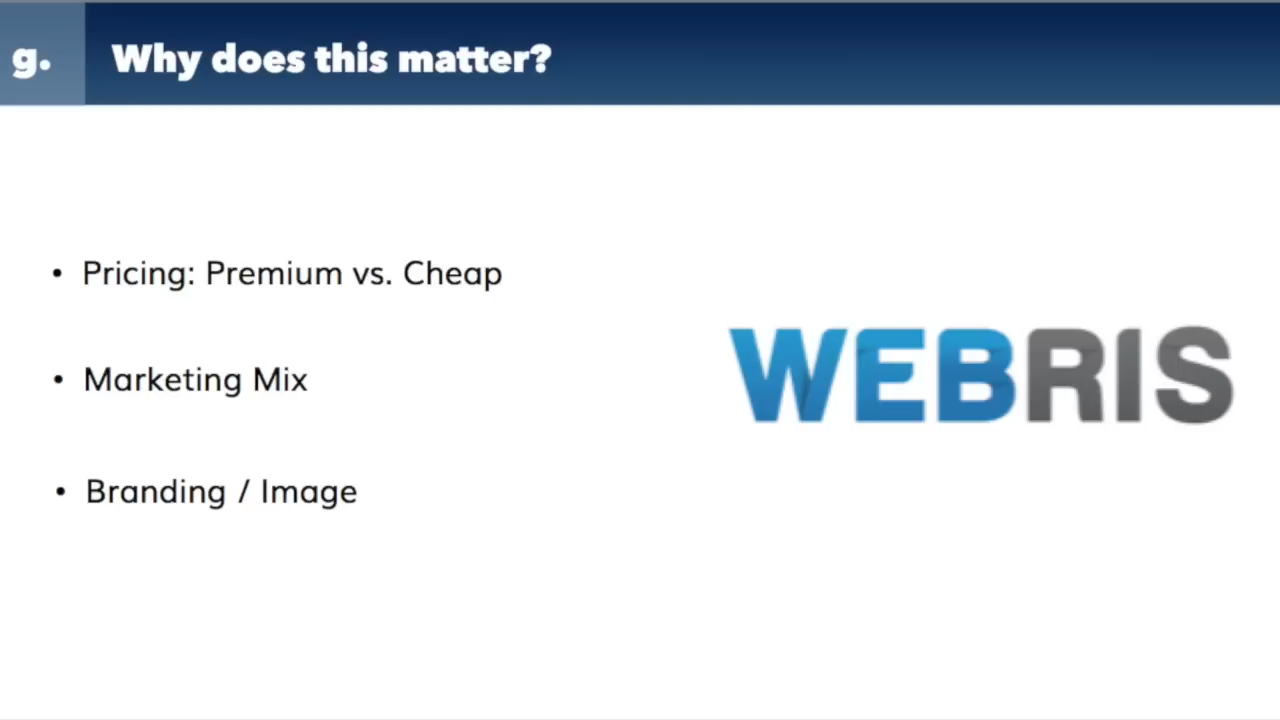 g. Why does this matter?
• Pricing: Premium vs. Cheap
• Marketing Mix
• Branding / Image
WEBRIS